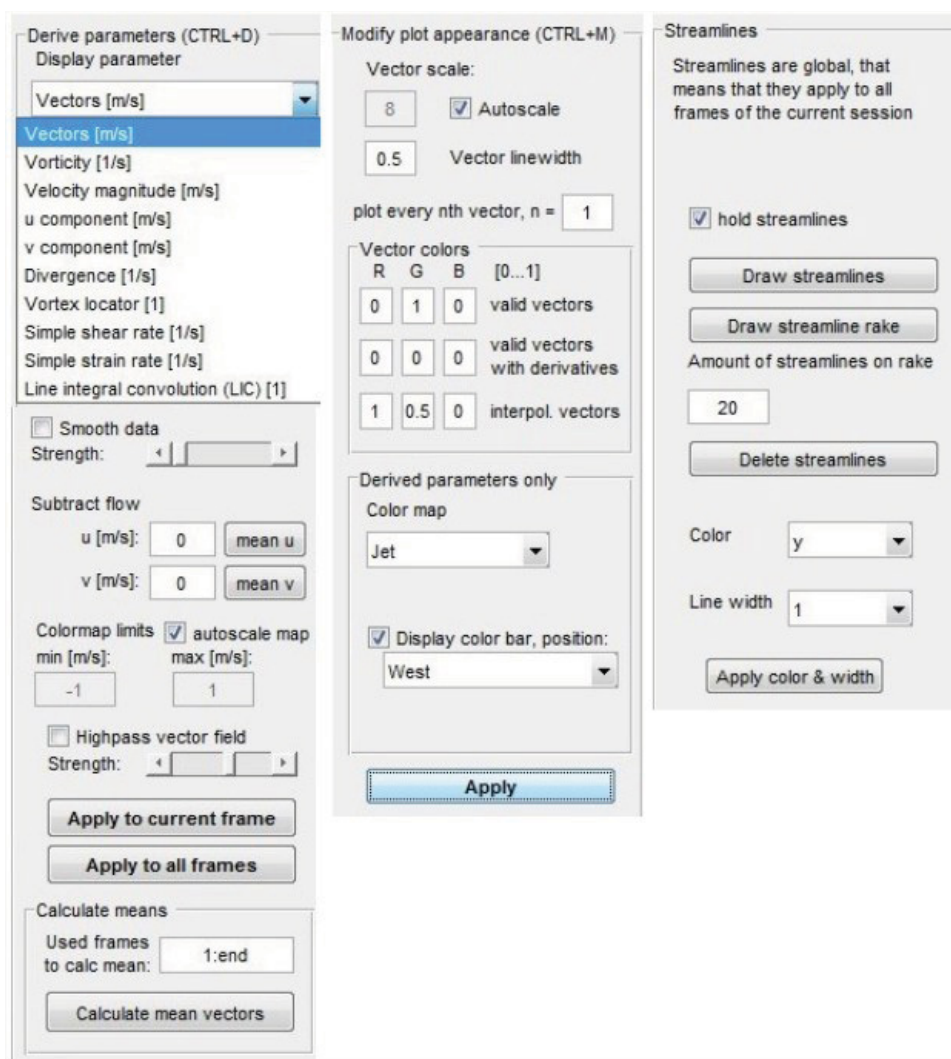 Derive parameters (CTRL+D)
Display parameter
Vectors [m/s]
Vectors [m/s]
Vorticity [1/s]
Velocity magnitude [m/s]
u component [m/s]
v component [m/s]
Divergence [1/s]
Vortex locator [1]
Simple shear rate [1/s]
Simple strain rate [1/s]
Line integral convolution (LIC) [1]
Smooth data
Strength:
Subtract flow
u [m/s]: 0 mean u
v [m/s]: 0 mean v
Colormap limits autoscale map
min [m/s]: max [m/s]:
-1 1
Highpass vector field
Strength:
Apply to current frame
Apply to all frames
Calculate means
Used frames
to calc mean: 1:end
Calculate mean vectors
Modify plot appearance (CTRL+M)
Vector scale:
8 Autoscale
0.5 Vector linewidth
plot every nth vector, n = 1
Vector colors
R G B [0...1]
0 1 0 valid vectors
0 0 0 valid vectors
with derivatives
1 0.5 0 interpol. vectors
Derived parameters only
Color map
Jet
Display color bar, position:
West
Apply
Streamlines
Streamlines are global, that
means that they apply to all
frames of the current session
hold streamlines
Draw streamlines
Draw streamline rake
Amount of streamlines on rake
20
Delete streamlines
Color y
Line width 1
Apply color & width